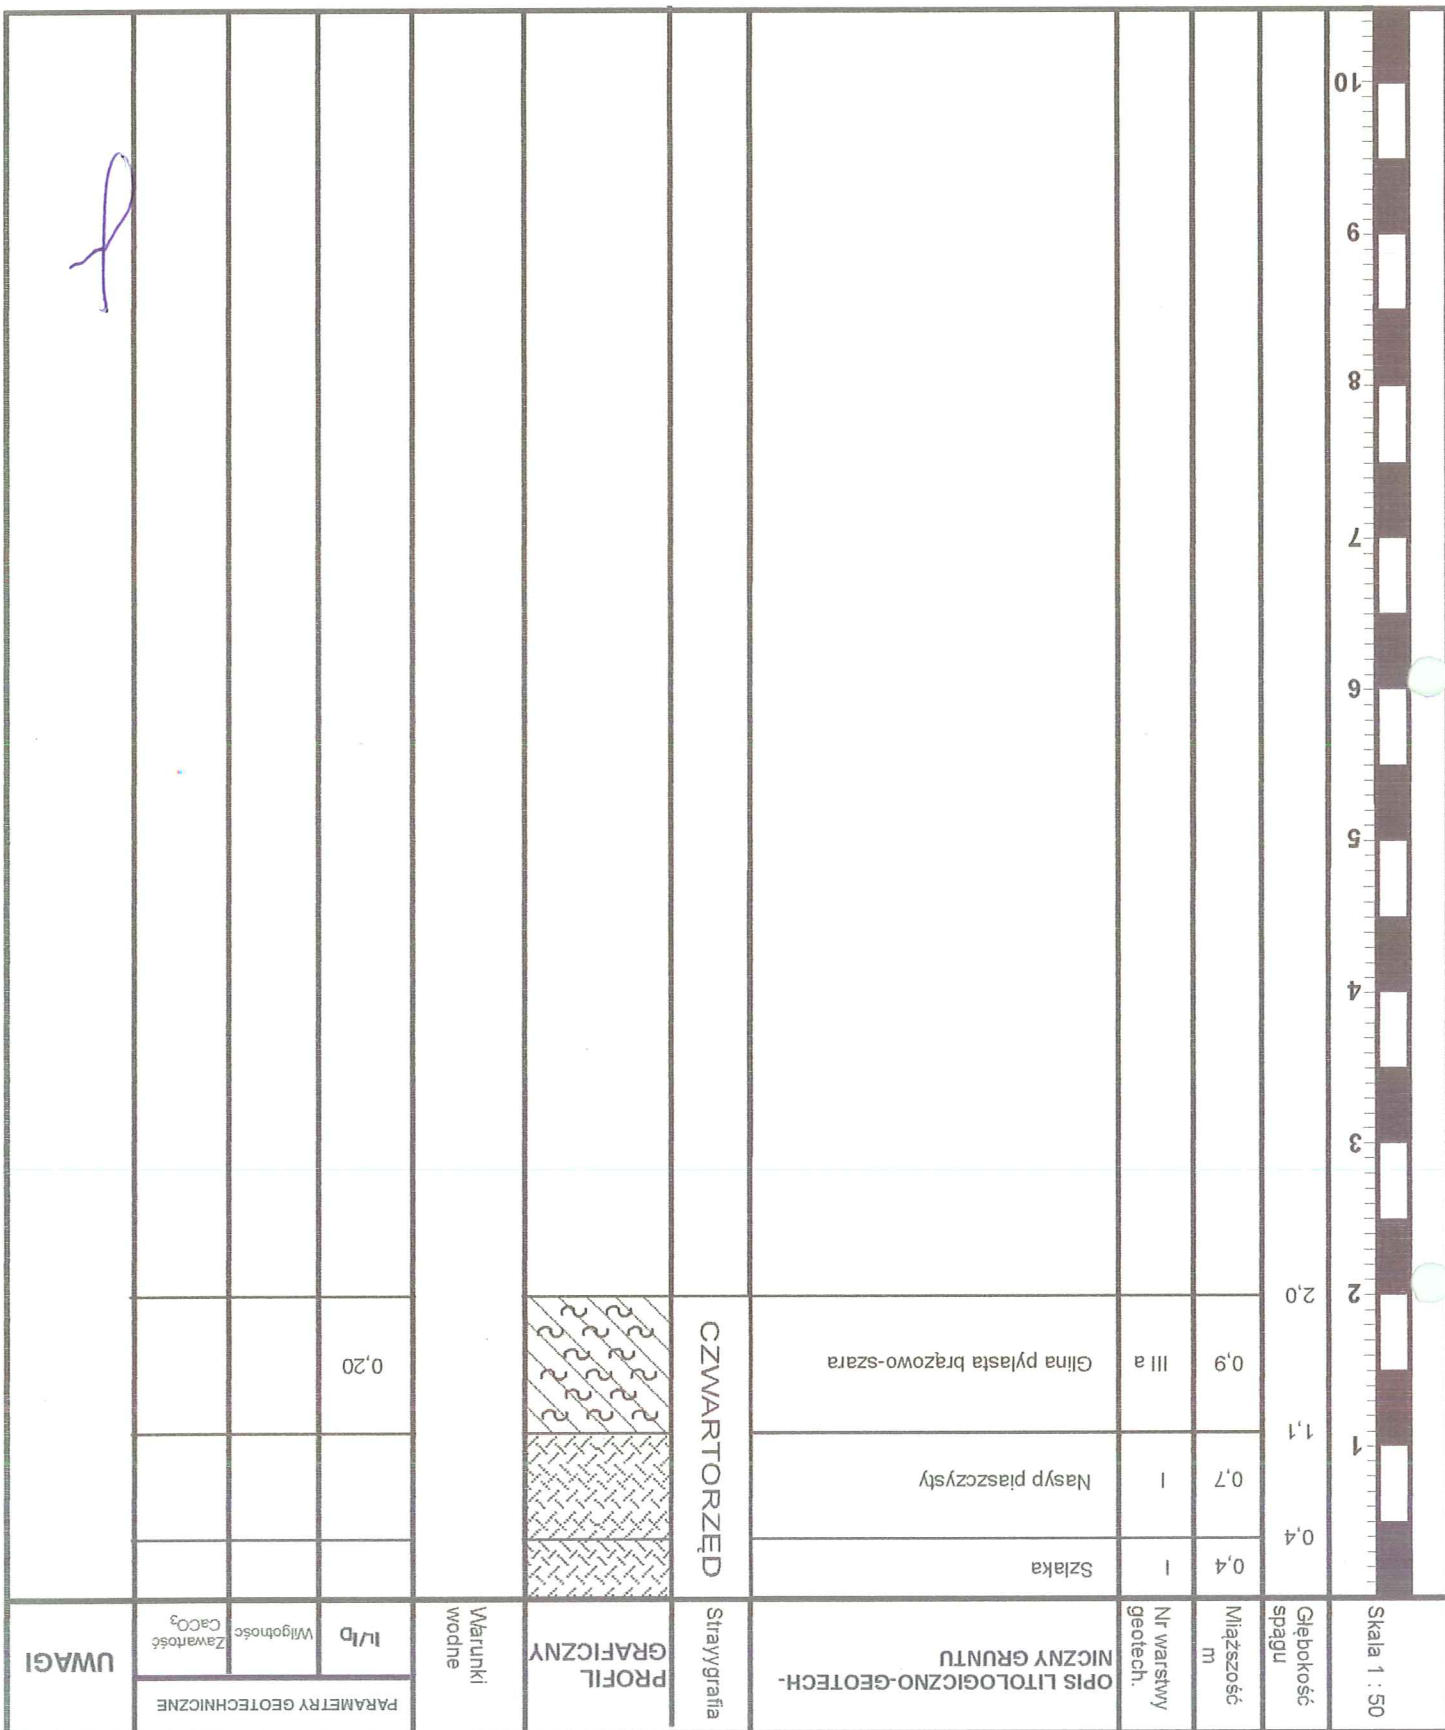 Skala 1 : 50
Głębokość
spągu
Miąższość
m
Nr warstwy
geotech.
OPIS LITOLOGICZNO-GEOTECH-
NICZNY GRUNTU
Strayygrafia
PROFIL
GRAFICZNY
Warunki
wodne
PARAMETRY GEOTECHNICZNE
IL/ID
Wilgotność
Zawartość
CaCO3
UWAGI
0,4
0,4
I
Szlaka
1,1
0,7
I
Nasyp piaszczysty
2,0
0,9
III a
Glina pylasta brązowo-szara
CZWARTORZĘD
0,20
1
2
3
4
5
6
7
8
9
10